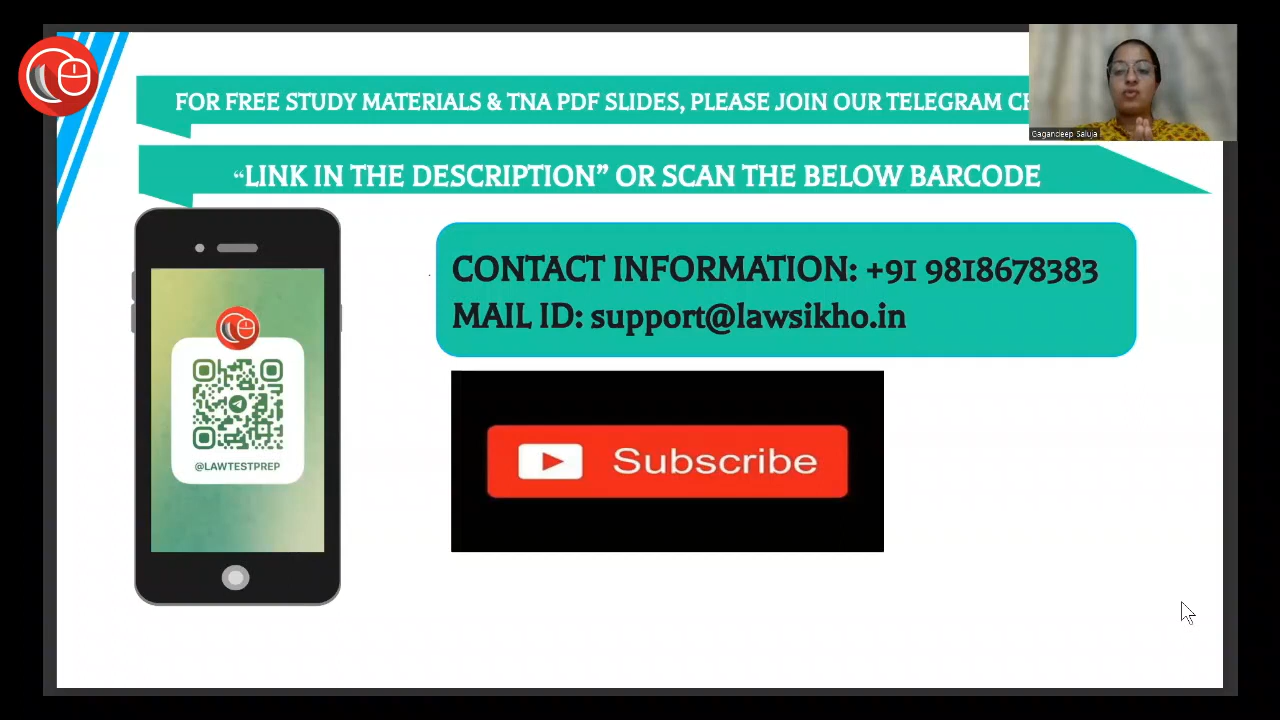 FOR FREE STUDY MATERIALS & TNA PDF SLIDES, PLEASE JOIN OUR TELEGRAM
Gagandeep Saluja
“LINK IN THE DESCRIPTION” OR SCAN THE BELOW BARCODE
CONTACT INFORMATION: +91 9818678383
MAIL ID: support@lawsikho.in
@LAWTESTPREP
Subscribe